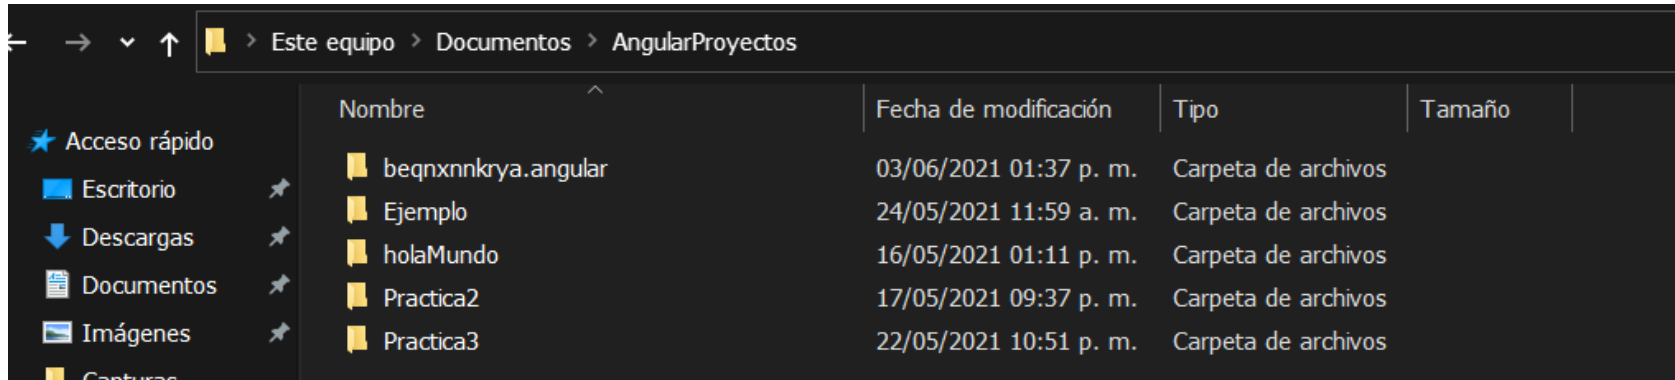 Este equipo > Documentos > AngularProyectos
Nombre Fecha de modificación Tipo Tamaño
Acceso rápido
Escritorio
Descargas
Documentos
Imágenes
Capturas
beqnxnnkrya.angular 03/06/2021 01:37 p. m. Carpeta de archivos
Ejemplo 24/05/2021 11:59 a. m. Carpeta de archivos
holaMundo 16/05/2021 01:11 p. m. Carpeta de archivos
Practica2 17/05/2021 09:37 p. m. Carpeta de archivos
Practica3 22/05/2021 10:51 p. m. Carpeta de archivos